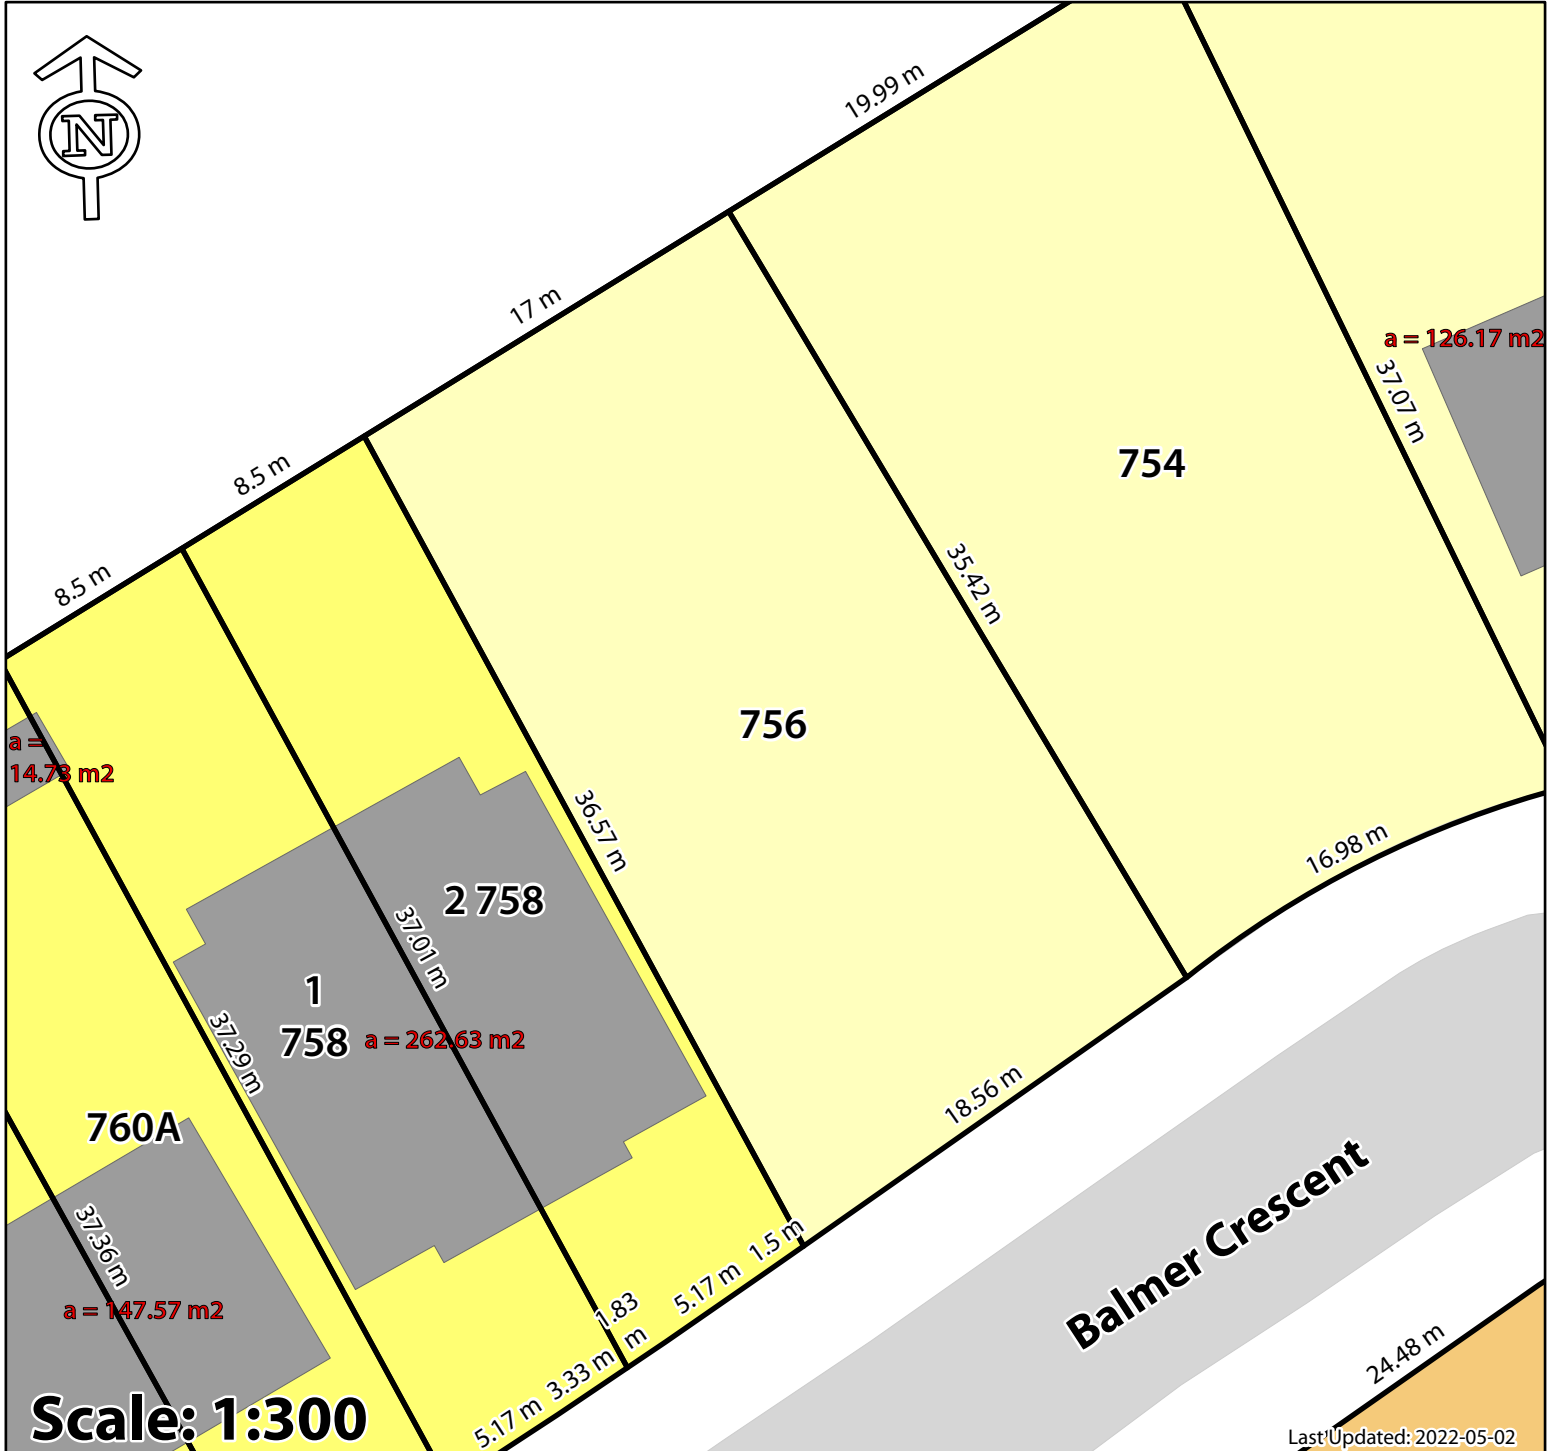 N
19.99 m
17 m
a = 126.17 m2
37.07 m
754
8.5 m
8.5 m
35.42 m
756
a =
14.73 m2
36.57 m
2 758
37.01 m
1
758
a = 262.63 m2
37.29 m
16.98 m
18.56 m
760A
37.36 m
a = 147.57 m2
1.5 m
5.17 m
1.83
m
3.33 m
5.17 m
Balmer Crescent
24.48 m
Scale: 1:300
Last Updated: 2022-05-02